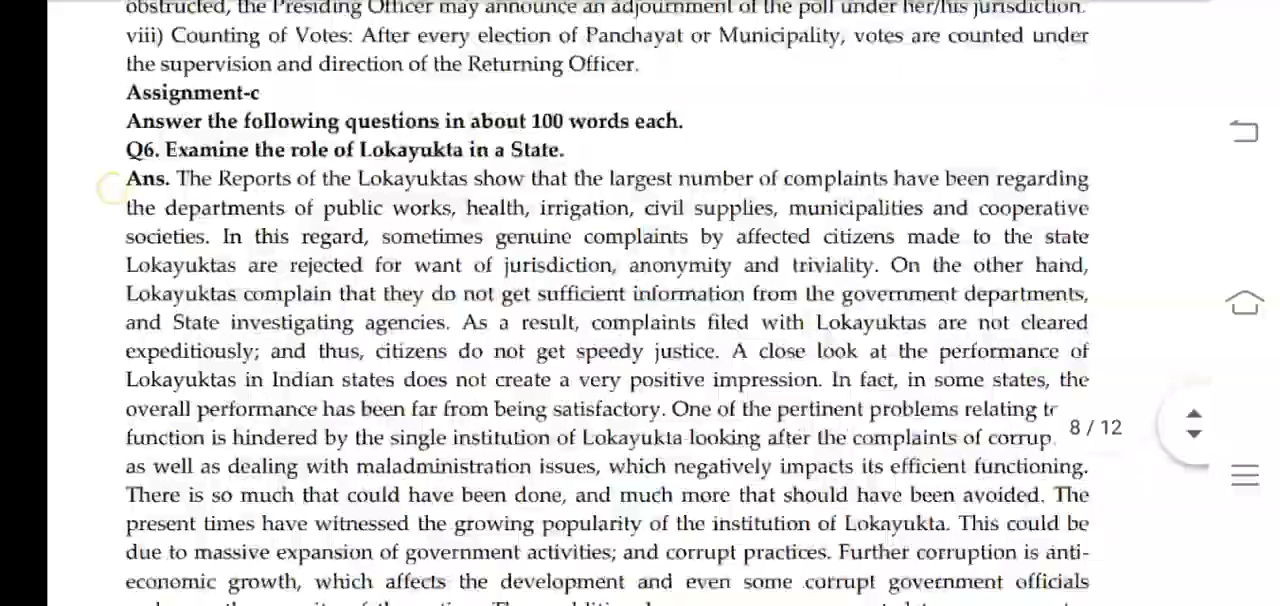 obstructed, the Presiding Officer may announce an adjournment of the poll under her/his jurisdiction.
viii) Counting of Votes: After every election of Panchayat or Municipality, votes are counted under
the supervision and direction of the Returning Officer.
Assignment-c
Answer the following questions in about 100 words each.
Q6. Examine the role of Lokayukta in a State.
Ans. The Reports of the Lokayuktas show that the largest number of complaints have been regarding
the departments of public works, health, irrigation, civil supplies, municipalities and cooperative
societies. In this regard, sometimes genuine complaints by affected citizens made to the state
Lokayuktas are rejected for want of jurisdiction, anonymity and triviality. On the other hand,
Lokayuktas complain that they do not get sufficient information from the government departments,
and State investigating agencies. As a result, complaints filed with Lokayuktas are not cleared
expeditiously; and thus, citizens do not get speedy justice. A close look at the performance of
Lokayuktas in Indian states does not create a very positive impression. In fact, in some states, the
overall performance has been far from being satisfactory. One of the pertinent problems relating
function is hindered by the single institution of Lokayukta looking after the complaints of corrup
8 / 12
as well as dealing with maladministration issues, which negatively impacts its efficient functioning.
There is so much that could have been done, and much more that should have been avoided. The
present times have witnessed the growing popularity of the institution of Lokayukta. This could be
due to massive expansion of government activities; and corrupt practices. Further corruption is anti-
economic growth, which affects the development and even some corrupt government officials